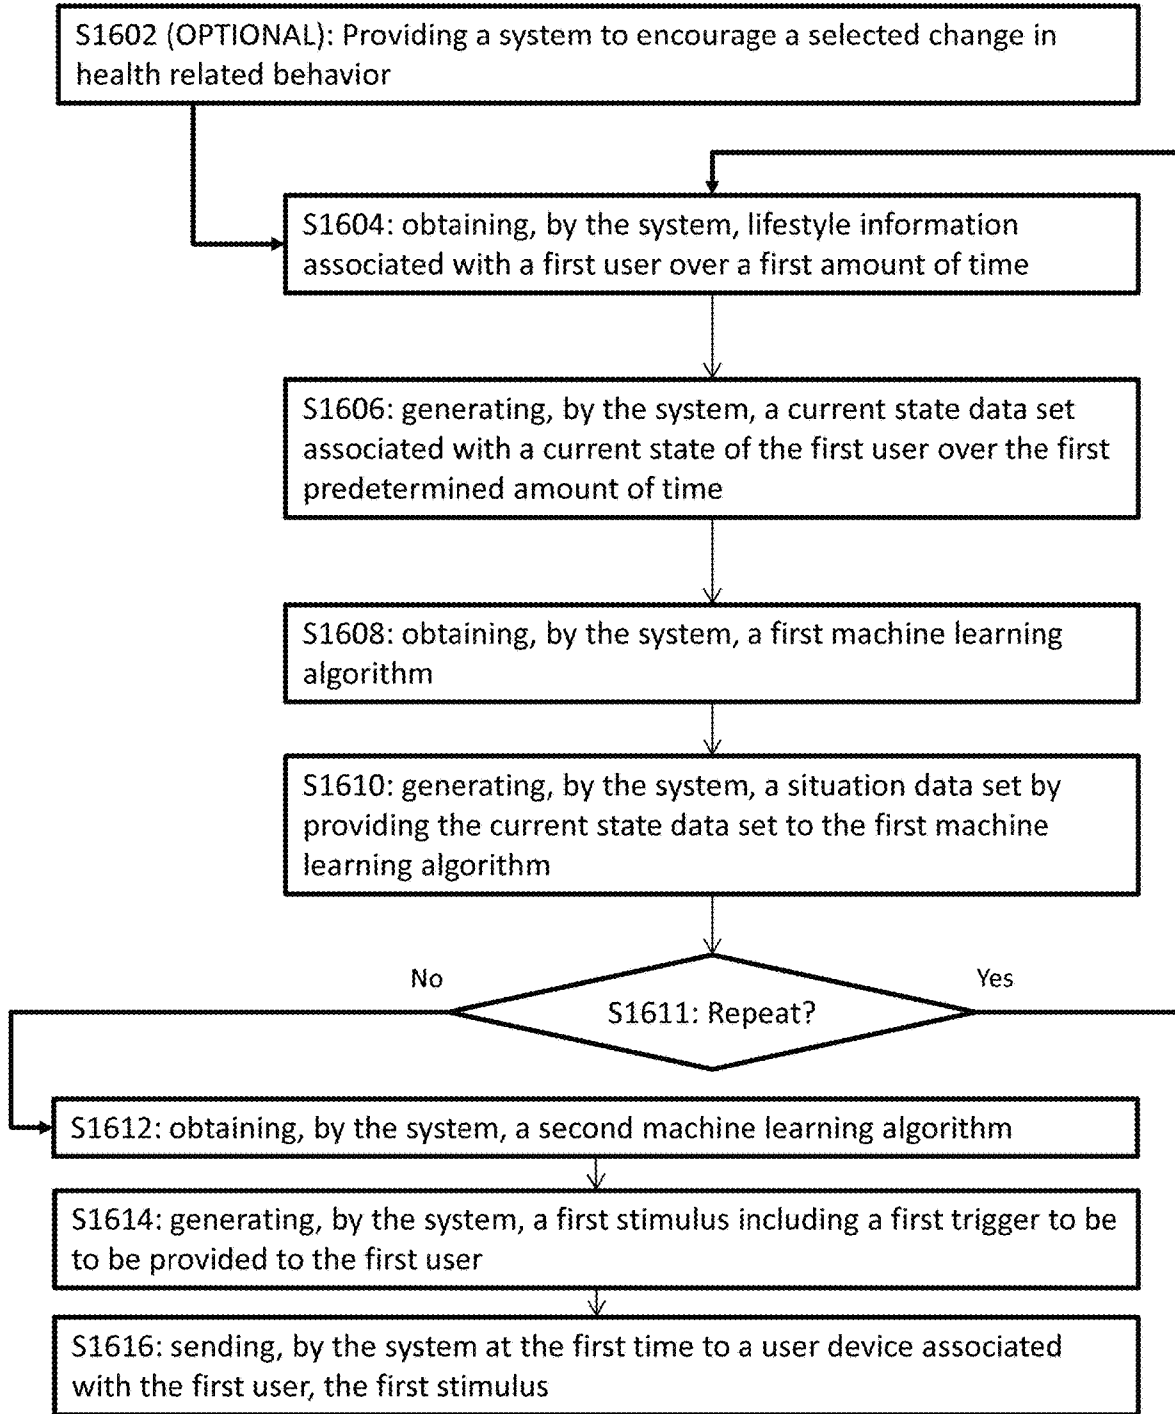 S1602 (OPTIONAL): Providing a system to encourage a selected change in
health related behavior
S1604: obtaining, by the system, lifestyle information
associated with a first user over a first amount of time
S1606: generating, by the system, a current state data set
associated with a current state of the first user over the first
predetermined amount of time
S1608: obtaining, by the system, a first machine learning
algorithm
S1610: generating, by the system, a situation data set by
providing the current state data set to the first machine
learning algorithm
No
Yes
S1611: Repeat?
S1612: obtaining, by the system, a second machine learning algorithm
S1614: generating, by the system, a first stimulus including a first trigger to be
to be provided to the first user
S1616: sending, by the system at the first time to a user device associated
with the first user, the first stimulus